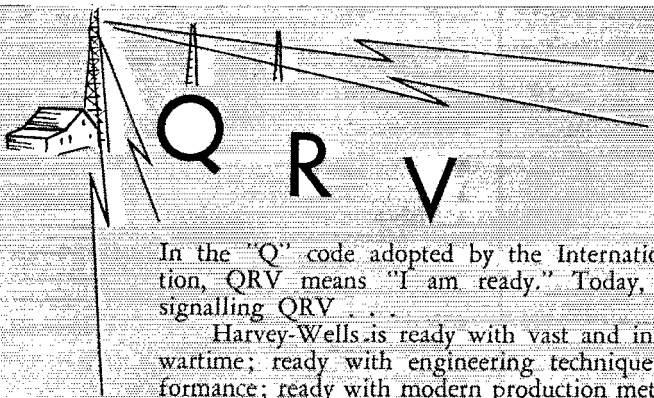 Q R V
In the "Q" code adopted by the Internatio
tion, QRV means "I am ready." Today,
signalling QRV . . .
Harvey-Wells is ready with vast and in
wartime; ready with engineering technique
formance; ready with modern production met